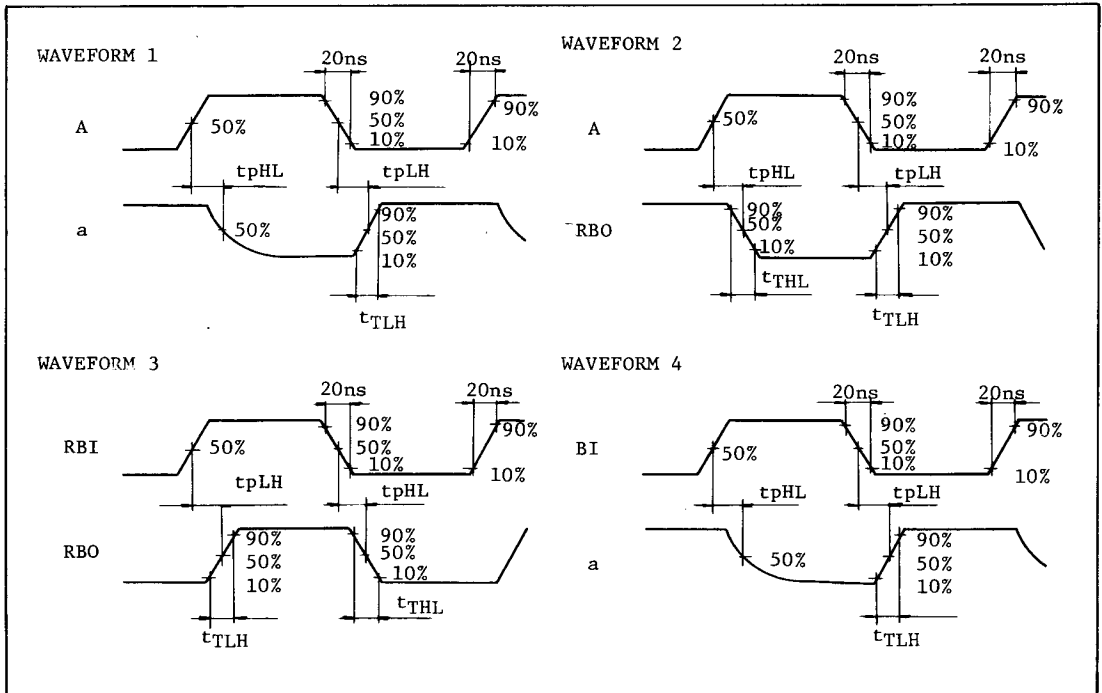 WAVEFORM 1
20ns
20ns
A
50%
90%
50%
10%
90%
10%
tpHL
tpLH
a
50%
90%
50%
10%
tTLH
WAVEFORM 2
20ns
20ns
A
50%
90%
50%
10%
90%
10%
tpHL
tpLH
RBO
90%
50%
10%
90%
50%
10%
tTHL
tTLH
WAVEFORM 3
20ns
20ns
RBI
50%
90%
50%
10%
90%
10%
tpLH
tpHL
RBO
90%
50%
10%
90%
50%
10%
tTLH
tTHL
WAVEFORM 4
20ns
20ns
BI
50%
90%
50%
10%
90%
10%
tpHL
tpLH
a
50%
90%
50%
10%
tTLH